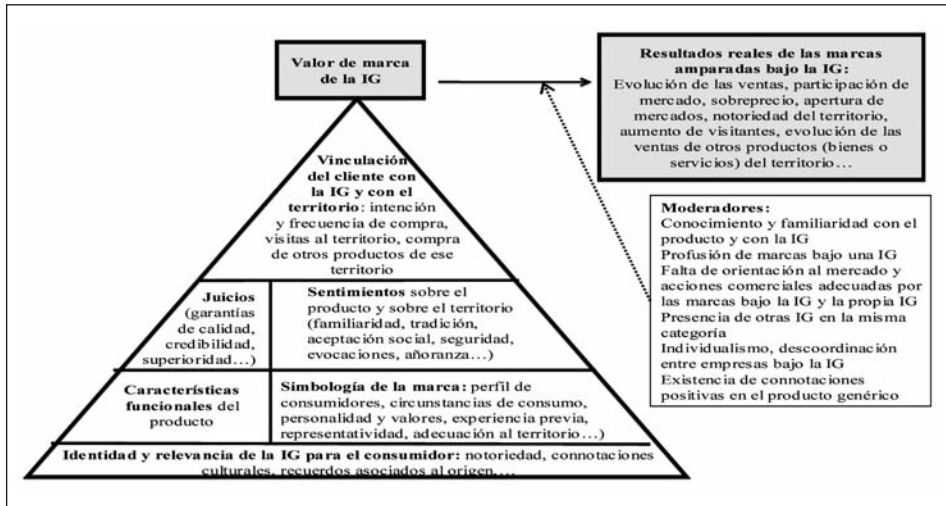 Valor de marca
de la IG
Resultados reales de las marcas
amparadas bajo la IG:
Evolución de las ventas, participación de
mercado, sobreprecio, apertura de
mercados, notoriedad del territorio,
aumento de visitantes, evolución de las
ventas de otros productos (bienes o
servicios) del territorio…
Vinculación
del cliente con
la IG y con el
territorio: intención
y frecuencia de compra,
visitas al territorio, compra
de otros productos de ese
territorio
Moderadores:
Conocimiento y familiaridad con el
producto y con la IG
Profusión de marcas bajo una IG
Falta de orientación al mercado y
acciones comerciales adecuadas por
las marcas bajo la IG y la propia IG
Presencia de otras IG en la misma
categoría
Individualismo, descoordinación
entre empresas bajo la IG
Existencia de connotaciones
positivas en el producto genérico
Juicios
(garantías
de calidad,
credibilidad,
superioridad…)
Sentimientos sobre el
producto y sobre el territorio
(familiaridad, tradición,
aceptación social, seguridad,
evocaciones, añoranza…)
Características
funcionales del
producto
Simbología de la marca: perfil de
consumidores, circunstancias de consumo,
personalidad y valores, experiencia previa,
representatividad, adecuación al territorio…)
Identidad y relevancia de la IG para el consumidor: notoriedad, connotaciones
culturales, recuerdos asociados al origen,…